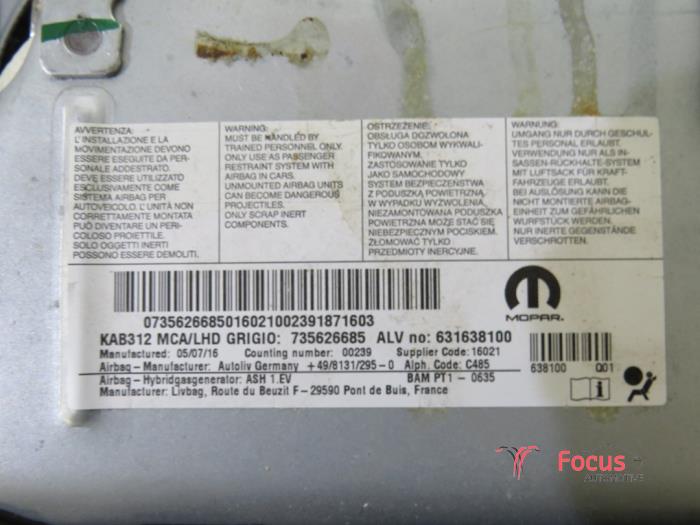 AVVERTENZA:
L' INSTALLAZIONE E LA
MOVIMENTAZIONE DEVONO
ESSERE ESEGUITE DA PER-
SONALE ADDESTRATO.
DEVE ESSERE UTILIZZATO
ESCLUSIVAMENTE COME
SISTEMA AIRBAG PER
AUTOVEICOLO. L'UNITÀ NON
CORRETTAMENTE MONTATA
PUÒ DIVENTARE UN PERI-
COLOSO PROIETTILE.
SOLO OGGETTI INERTI
POSSONO ESSERE DEMOLITI.
WARNING:
MUST BE HANDLED BY
TRAINED PERSONNEL ONLY.
ONLY USE AS PASSENGER
RESTRAINT SYSTEM WITH
AIRBAG IN CARS.
UNMOUNTED AIRBAG UNITS
CAN BECOME DANGEROUS
PROJECTILES.
ONLY SCRAP INERT
COMPONENTS.
OSTRZEŻENIE:
OBSŁUGA DOZWOLONA
TYLKO OSOBOM WYKWALI-
FIKOWANYM.
ZASTOSOWANIE TYLKO
JAKO SAMOCHODOWY
SYSTEM BEZPIECZEŃSTWA
Z PODUSZKĄ POWIETRZNĄ.
W WYPADKU WYZWOLENIA,
NIEZAMONTOWANA PODUSZKA
POWIETRZNA MOŻE STAĆ SIĘ
NIEBEZPIECZNYM POCISKIEM.
ZŁOMOWAĆ TYLKO
PRZEDMIOTY INERCYJNE.
WARNUNG:
UMGANG NUR DURCH GESCHUL-
TES PERSONAL ERLAUBT.
VERWENDUNG NUR ALS IN-
SASSEN-RÜCKHALTE-SYSTEM
MIT LUFTSACK FÜR KRAFT-
FAHRZEUGE ERLAUBT.
BEI AUSLÖSUNG KANN DIE
NICHT MONTIERTE AIRBAG-
EINHEIT ZUM GEFÄHRLICHEN
WURFSTÜCK WERDEN.
NUR INERTE GEGENSTÄNDE
VERSCHROTTEN.
MOPAR.
07356266850160210023918716​03
KAB312 MCA/LHD GRIGIO: 735626685 ALV no: 631638100
Manufactured: 05/07/16 Counting number: 00239 Supplier Code: 16021
Airbag - Manufacturer: Autoliv Germany +49/8131/295-0 Alph. Code: C485
Airbag - Hybridgasgenerator: ASH 1.EV BAM PT1 - 0635
Manufacturer: Livbag, Route du Beuzit F - 29590 Pont de Buis, France
638100 Q01
Focus
AUTOMOTIVE